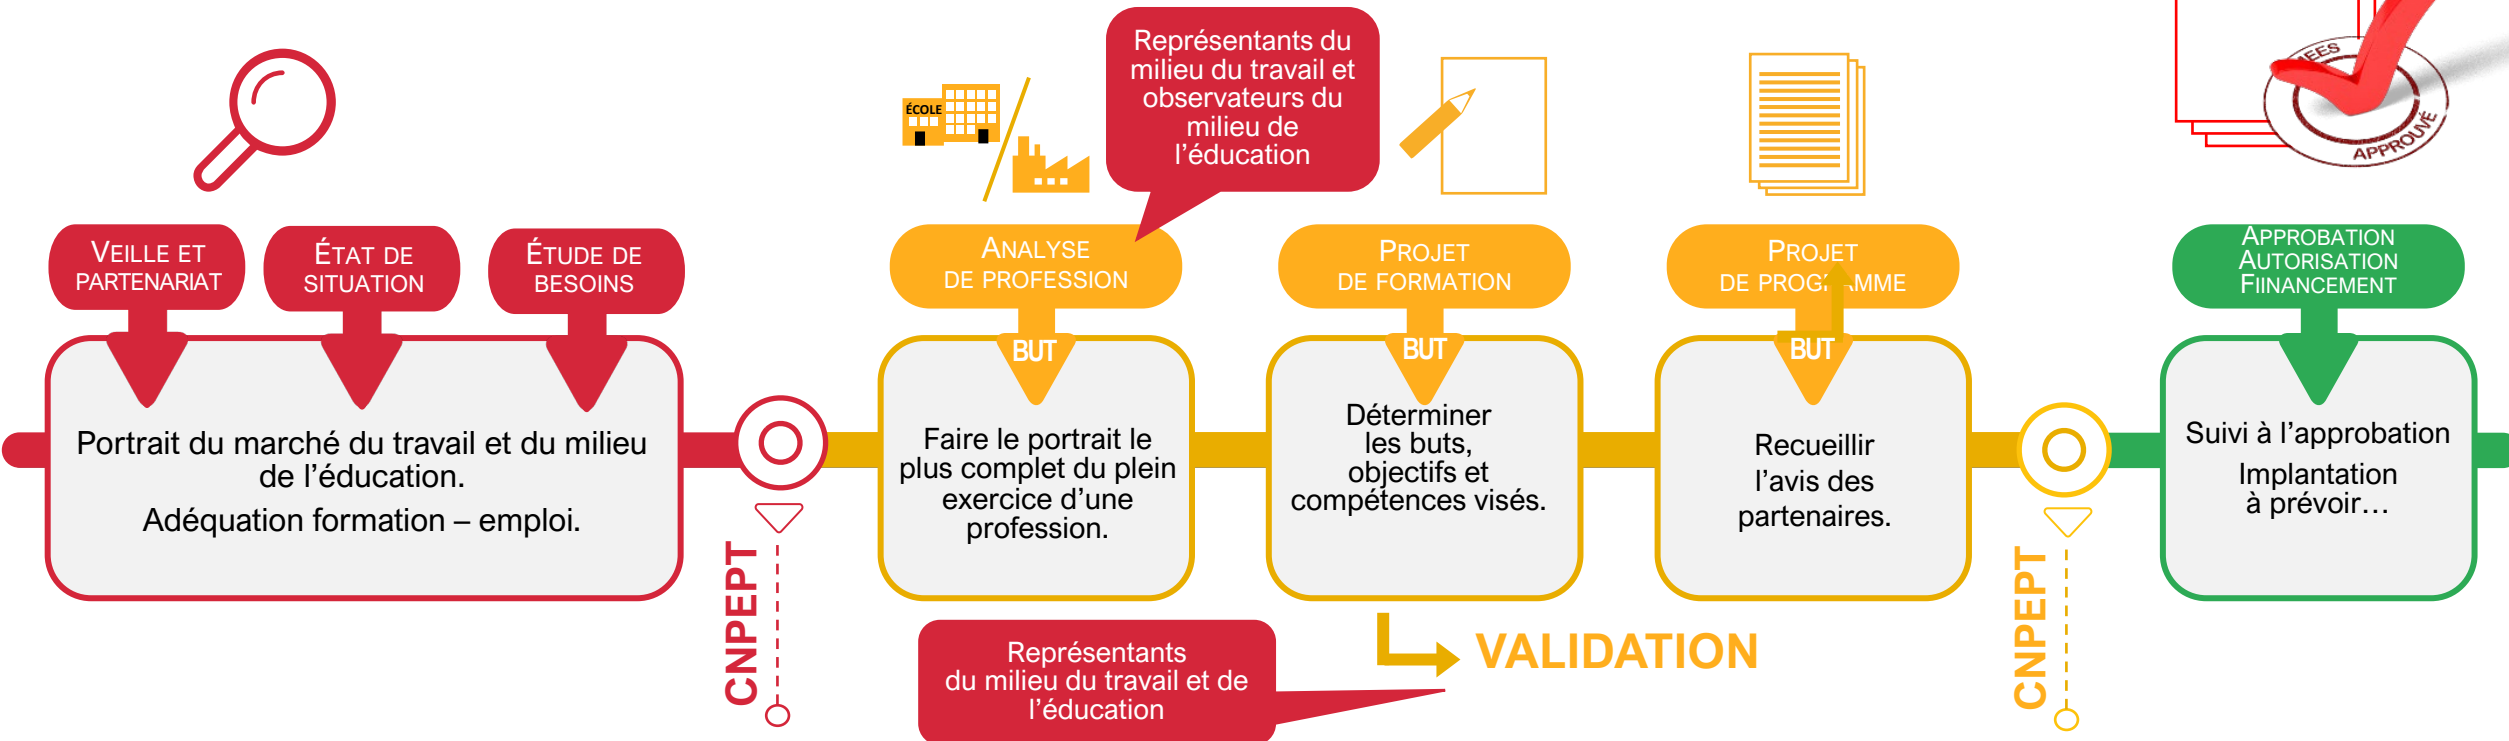 Représentants du
milieu du travail et
observateurs du
milieu de
l’éducation
ÉCOLE
MEES
APPROUVÉ
VEILLE ET
PARTENARIAT
ÉTAT DE
SITUATION
ÉTUDE DE
BESOINS
ANALYSE
DE PROFESSION
PROJET
DE FORMATION
PROJET
DE PROGRAMME
APPROBATION
AUTORISATION
FIINANCEMENT
Portrait du marché du travail et du milieu
de l’éducation.
Adéquation formation – emploi.
CNPEPT
BUT
Faire le portrait le
plus complet du plein
exercice d’une
profession.
BUT
Déterminer
les buts,
objectifs et
compétences visés.
BUT
Recueillir
l’avis des
partenaires.
CNPEPT
Suivi à l’approbation
Implantation
à prévoir…
Représentants
du milieu du travail et de
l’éducation
VALIDATION